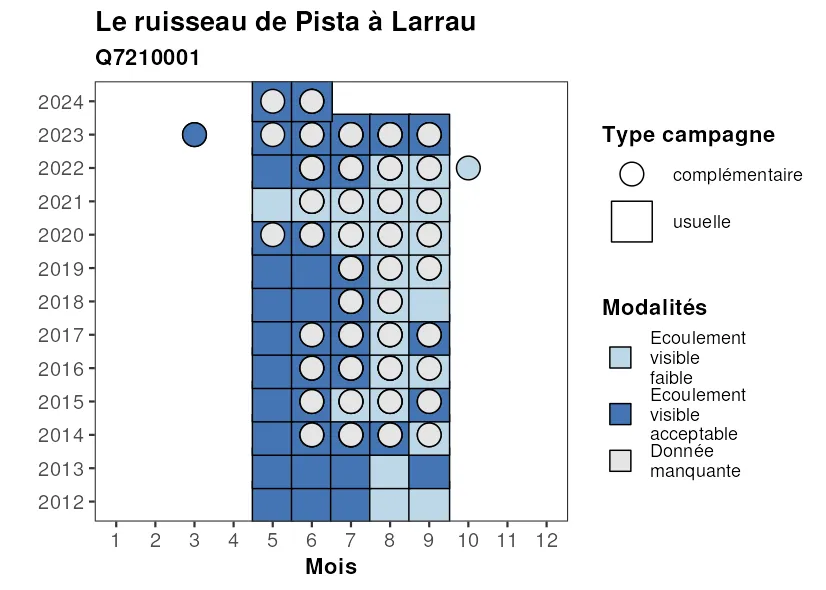 Le ruisseau de Pista à Larrau
Q7210001
2024
2023
2022
2021
2020
2019
2018
2017
2016
2015
2014
2013
2012
1 2 3 4 5 6 7 8 9 10 11 12
Mois
Type campagne
complémentaire
usuelle
Modalités
Ecoulement
visible
faible
Ecoulement
visible
acceptable
Donnée
manquante